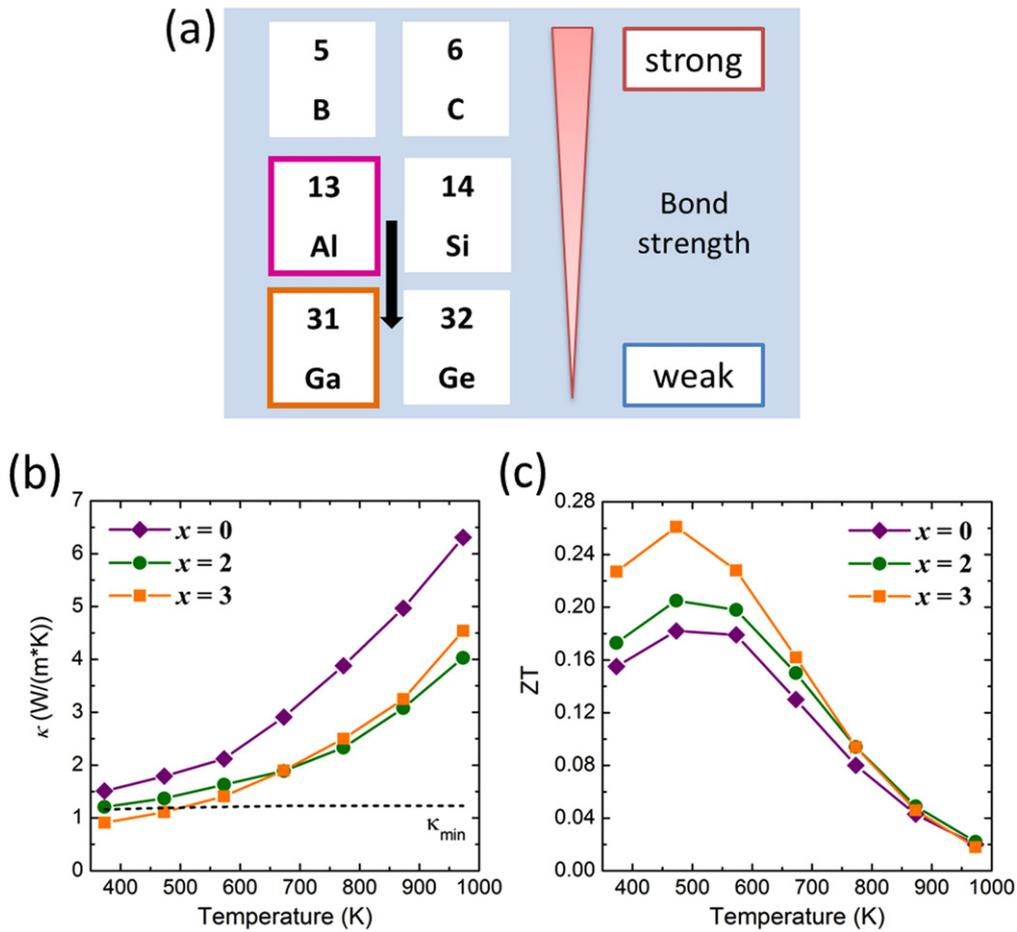 (a)
5 6
B C
strong
13 14
Al Si
Bond
strength
31 32
Ga Ge
weak
(b)
7
6
5
4
3
2
1
0
κ (W/(m*K))
x = 0
x = 2
x = 3
κmin
400 500 600 700 800 900 1000
Temperature (K)
(c)
0.28
0.24
0.20
0.16
0.12
0.08
0.04
0.00
ZT
x = 0
x = 2
x = 3
400 500 600 700 800 900 1000
Temperature (K)